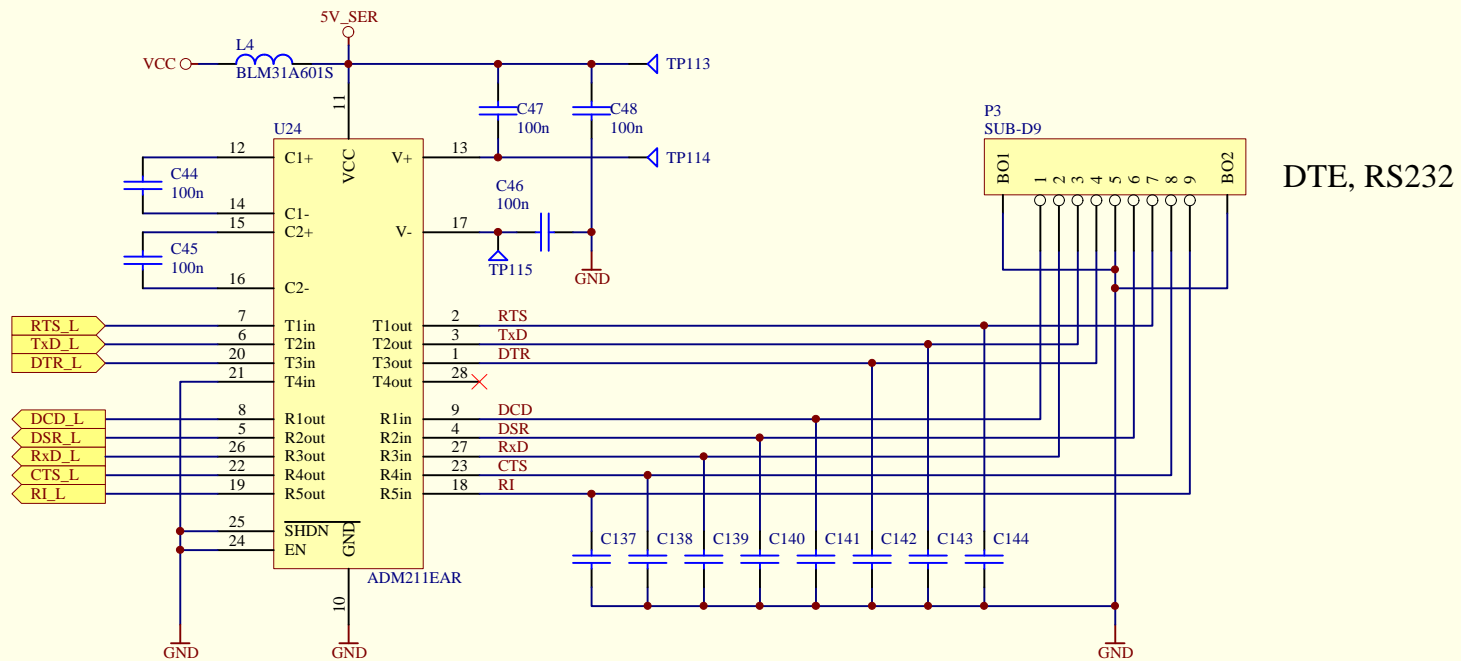 5V_SER
L4
VCC
BLM31A601S
TP113
11
C47
100n
C48
100n
P3
SUB-D9
U24
12
C1+
VCC
V+
13
TP114
BO1
1
2
3
4
5
6
7
8
9
BO2
DTE, RS232
C44
100n
C46
100n
14
C1-
15
C2+
V-
17
C45
100n
TP115
GND
16
C2-
RTS_L
7
T1in
T1out
2
RTS
TxD_L
6
T2in
T2out
3
TxD
DTR_L
20
T3in
T3out
1
DTR
21
T4in
T4out
28
DCD_L
8
R1out
R1in
9
DCD
DSR_L
5
R2out
R2in
4
DSR
RxD_L
26
R3out
R3in
27
RxD
CTS_L
22
R4out
R4in
23
CTS
RI_L
19
R5out
R5in
18
RI
25
SHDN
24
EN
GND
C137
C138
C139
C140
C141
C142
C143
C144
ADM211EAR
10
GND
GND
GND